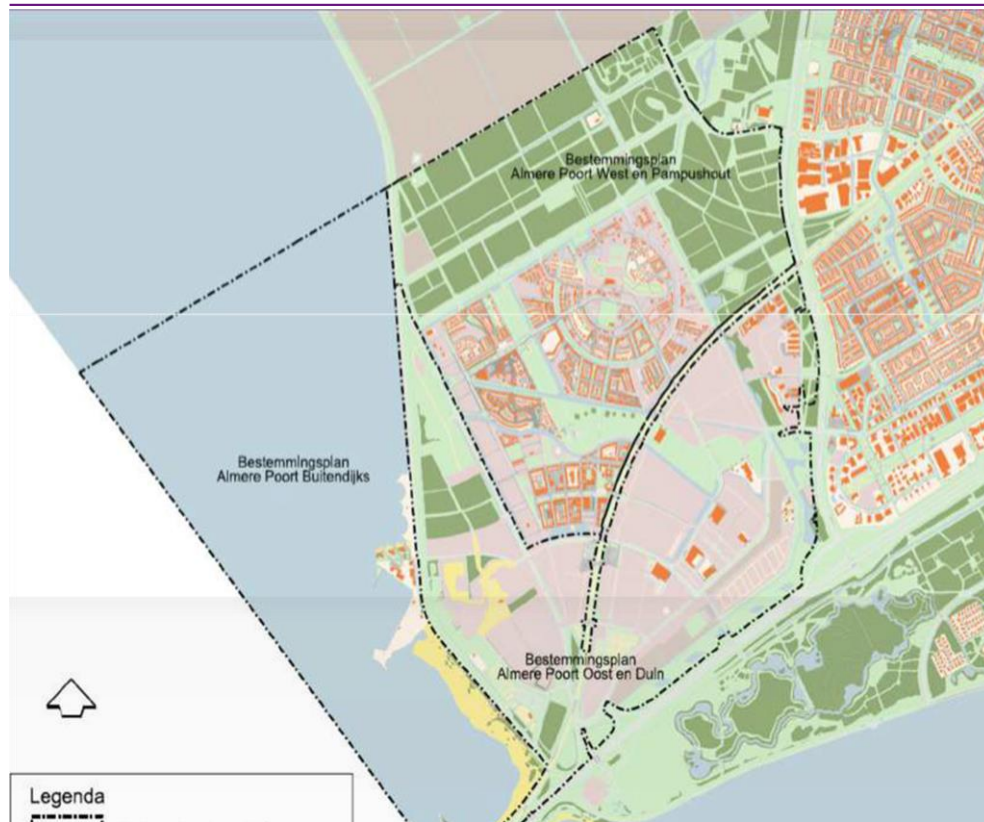 Bestemmingsplan
Almere Poort West en Pampushout
Bestemmingsplan
Almere Poort Buitendijks
Bestemmingsplan
Almere Poort Oost en Duin
Legenda